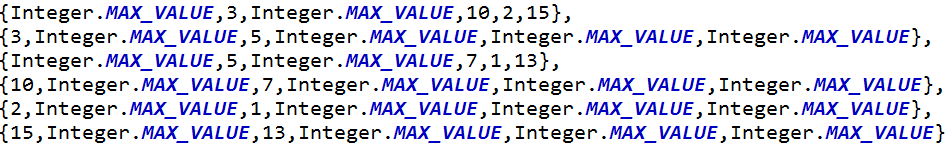 {Integer.MAX_VALUE,3,Integer.MAX_VALUE,10,2,15},
{3,Integer.MAX_VALUE,5,Integer.MAX_VALUE,Integer.MAX_VALUE,Integer.MAX_VALUE},
{Integer.MAX_VALUE,5,Integer.MAX_VALUE,7,1,13},
{10,Integer.MAX_VALUE,7,Integer.MAX_VALUE,Integer.MAX_VALUE,Integer.MAX_VALUE},
{2,Integer.MAX_VALUE,1,Integer.MAX_VALUE,Integer.MAX_VALUE,Integer.MAX_VALUE},
{15,Integer.MAX_VALUE,13,Integer.MAX_VALUE,Integer.MAX_VALUE,Integer.MAX_VALUE}